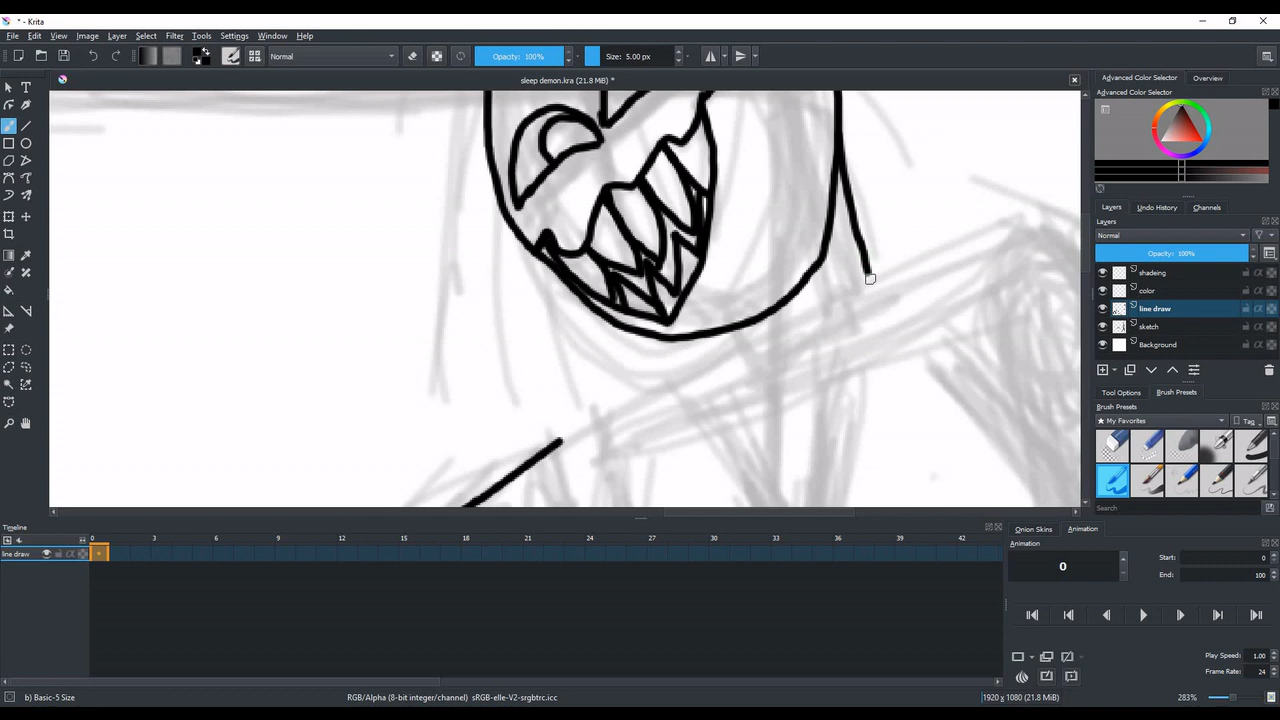 * - Krita
File Edit View Image Layer Select Filter Tools Settings Window Help
Normal Opacity: 100% Size: 5.00 px
sleep demon.kra (21.8 MiB) *
Advanced Color Selector Overview
Advanced Color Selector
Layers Undo History Channels
Layers
Normal
Opacity: 100%
shadeing
color
line draw
sketch
Background
Tool Options Brush Presets
Brush Presets
★ My Favorites Tag
Search
Timeline
0 3 6 9 12 15 18 21 24 27 30 33 36 39 42
line draw
Onion Skins Animation
Animation
0
Start: 0
End: 100
Play Speed: 1.00
Frame Rate: 24
b) Basic-5 Size
RGB/Alpha (8-bit integer/channel) sRGB-elle-V2-srgbtrc.icc
1920 x 1080 (21.8 MiB)
283%